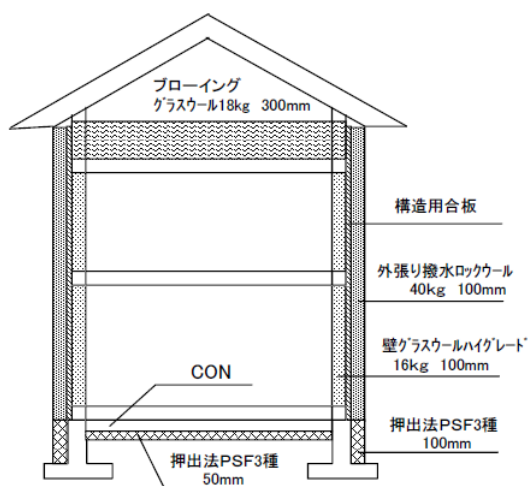 ブローイング
グラスウール18kg 300mm
構造用合板
外張り撥水ロックウール
40kg 100mm
壁グラスウールハイグレード
16kg 100mm
CON
押出法PSF3種
100mm
押出法PSF3種
50mm